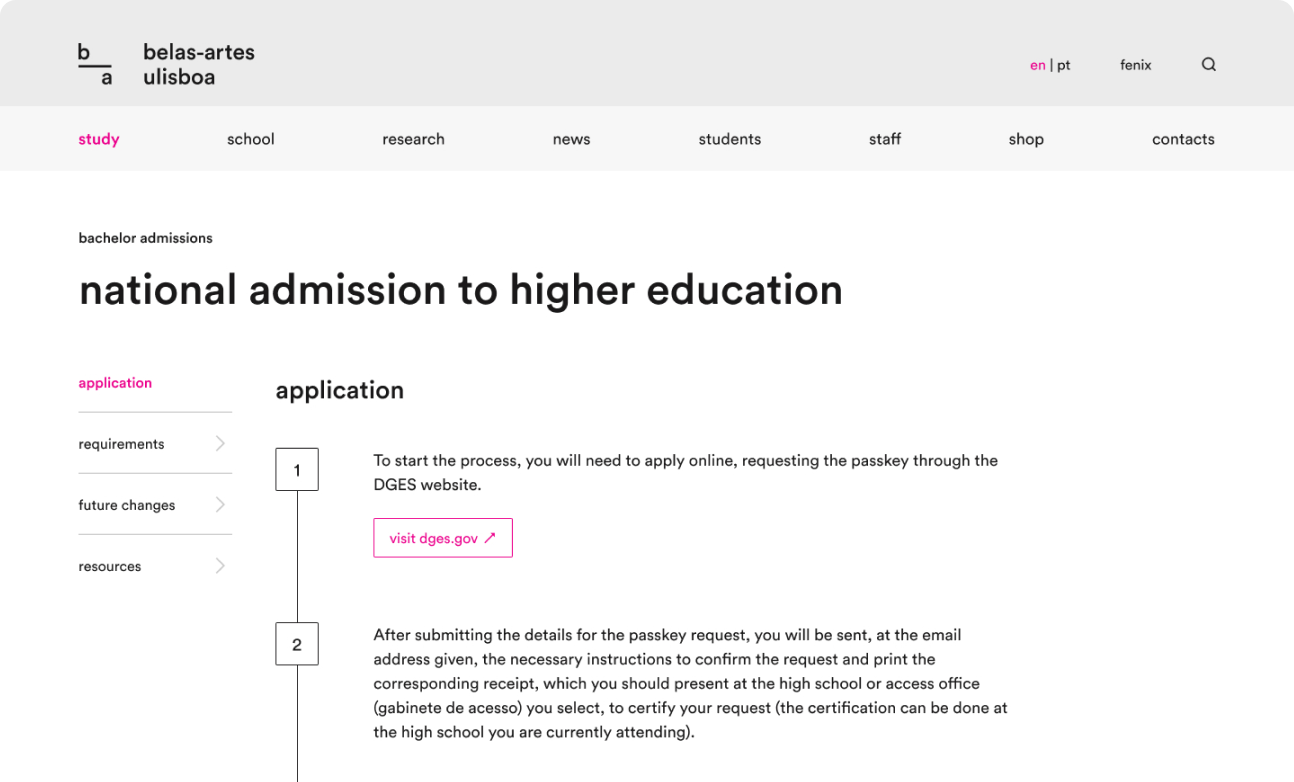 b
a
belas-artes
ulisboa
en | pt
fenix
study
school
research
news
students
staff
shop
contacts
bachelor admissions
national admission to higher education
application
requirements
future changes
resources
application
1
To start the process, you will need to apply online, requesting the passkey through the
DGES website.
visit dges.gov ↗
2
After submitting the details for the passkey request, you will be sent, at the email
address given, the necessary instructions to confirm the request and print the
corresponding receipt, which you should present at the high school or access office
(gabinete de acesso) you select, to certify your request (the certification can be done at
the high school you are currently attending).